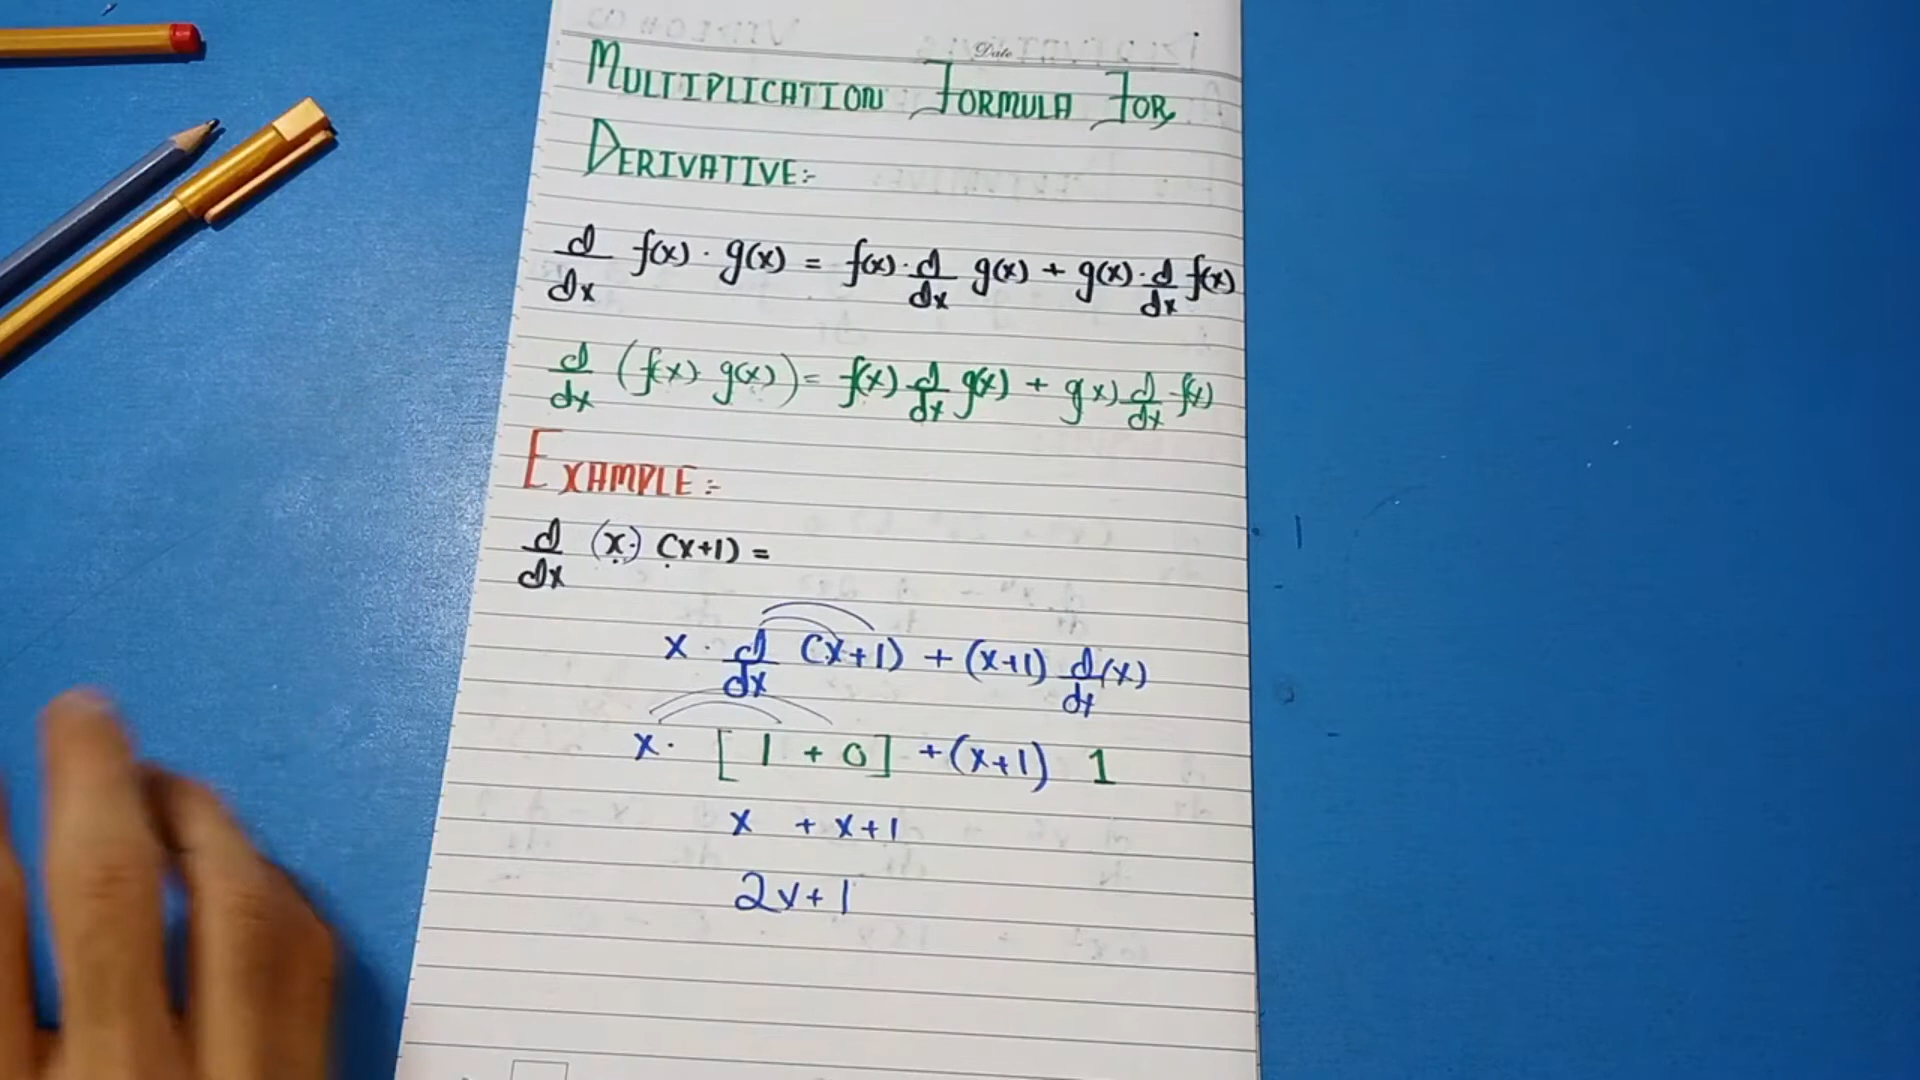 Date
MULTIPLICATION FORMULA FOR
DERIVATIVE:-
d/dx f(x) · g(x) = f(x) · d/dx g(x) + g(x) · d/dx f(x)
d/dx (f(x) · g(x)) = f(x) d/dx g(x) + g(x) d/dx f(x)
EXAMPLE:-
d/dx (x·) (x+1) =
x · d/dx (x+1) + (x+1) d/dx (x)
x · [ 1 + 0 ] + (x+1) 1
x + x+1
2x+1